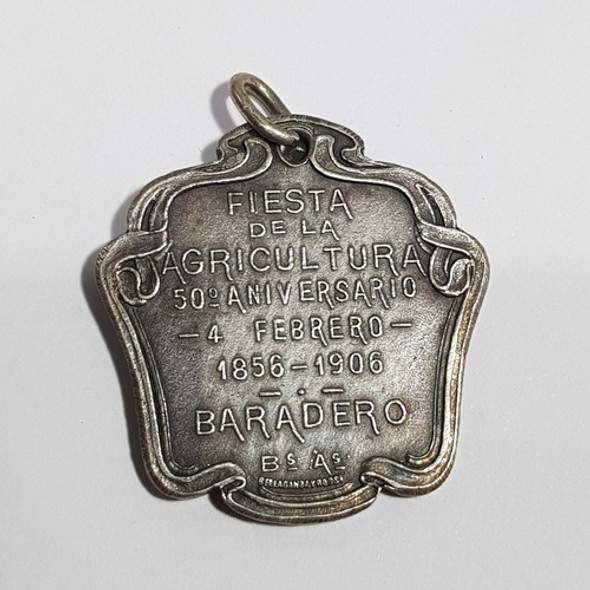 FIESTA
DE LA
AGRICULTURA
50º ANIVERSARIO
- 4 FEBRERO -
1856-1906
- . -
BARADERO
Bs As